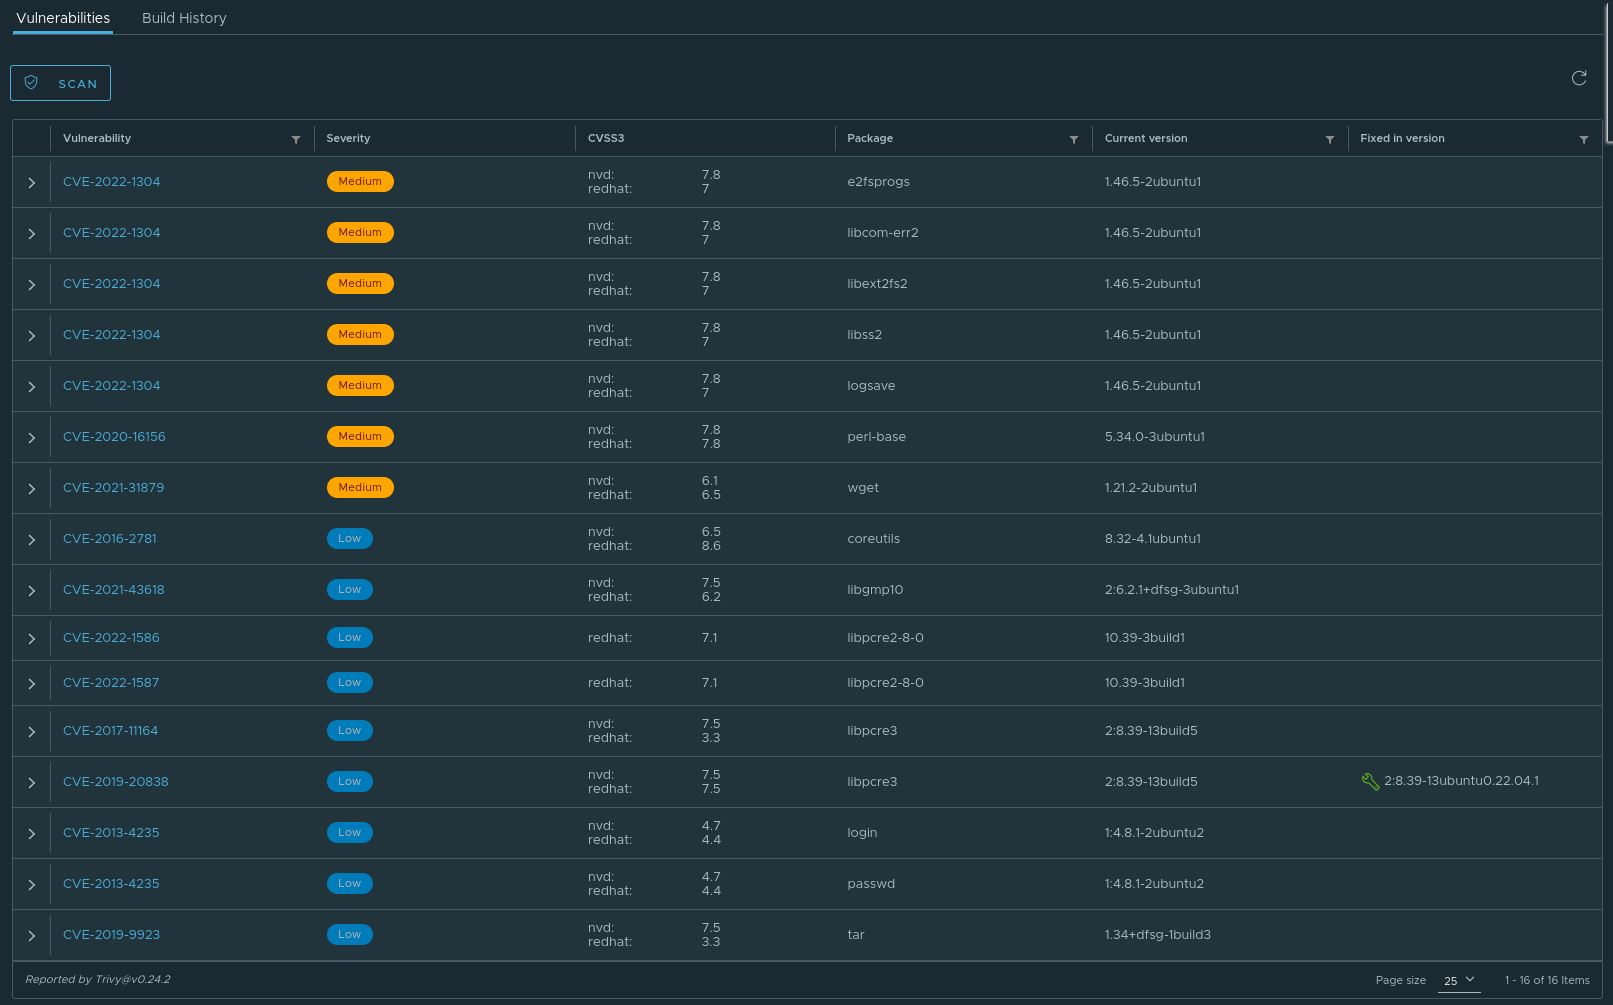 Vulnerabilities Build History
SCAN
Vulnerability Severity CVSS3 Package Current version Fixed in version
CVE-2022-1304 Medium nvd: 7.8 redhat: 7 e2fsprogs 1.46.5-2ubuntu1
CVE-2022-1304 Medium nvd: 7.8 redhat: 7 libcom-err2 1.46.5-2ubuntu1
CVE-2022-1304 Medium nvd: 7.8 redhat: 7 libext2fs2 1.46.5-2ubuntu1
CVE-2022-1304 Medium nvd: 7.8 redhat: 7 libss2 1.46.5-2ubuntu1
CVE-2022-1304 Medium nvd: 7.8 redhat: 7 logsave 1.46.5-2ubuntu1
CVE-2020-16156 Medium nvd: 7.8 redhat: 7.8 perl-base 5.34.0-3ubuntu1
CVE-2021-31879 Medium nvd: 6.1 redhat: 6.5 wget 1.21.2-2ubuntu1
CVE-2016-2781 Low nvd: 6.5 redhat: 8.6 coreutils 8.32-4.1ubuntu1
CVE-2021-43618 Low nvd: 7.5 redhat: 6.2 libgmp10 2:6.2.1+dfsg-3ubuntu1
CVE-2022-1586 Low redhat: 7.1 libpcre2-8-0 10.39-3build1
CVE-2022-1587 Low redhat: 7.1 libpcre2-8-0 10.39-3build1
CVE-2017-11164 Low nvd: 7.5 redhat: 3.3 libpcre3 2:8.39-13build5
CVE-2019-20838 Low nvd: 7.5 redhat: 7.5 libpcre3 2:8.39-13build5 2:8.39-13ubuntu0.22.04.1
CVE-2013-4235 Low nvd: 4.7 redhat: 4.4 login 1:4.8.1-2ubuntu2
CVE-2013-4235 Low nvd: 4.7 redhat: 4.4 passwd 1:4.8.1-2ubuntu2
CVE-2019-9923 Low nvd: 7.5 redhat: 3.3 tar 1.34+dfsg-1build3
Reported by Trivy@v0.24.2 Page size 25 1 - 16 of 16 items